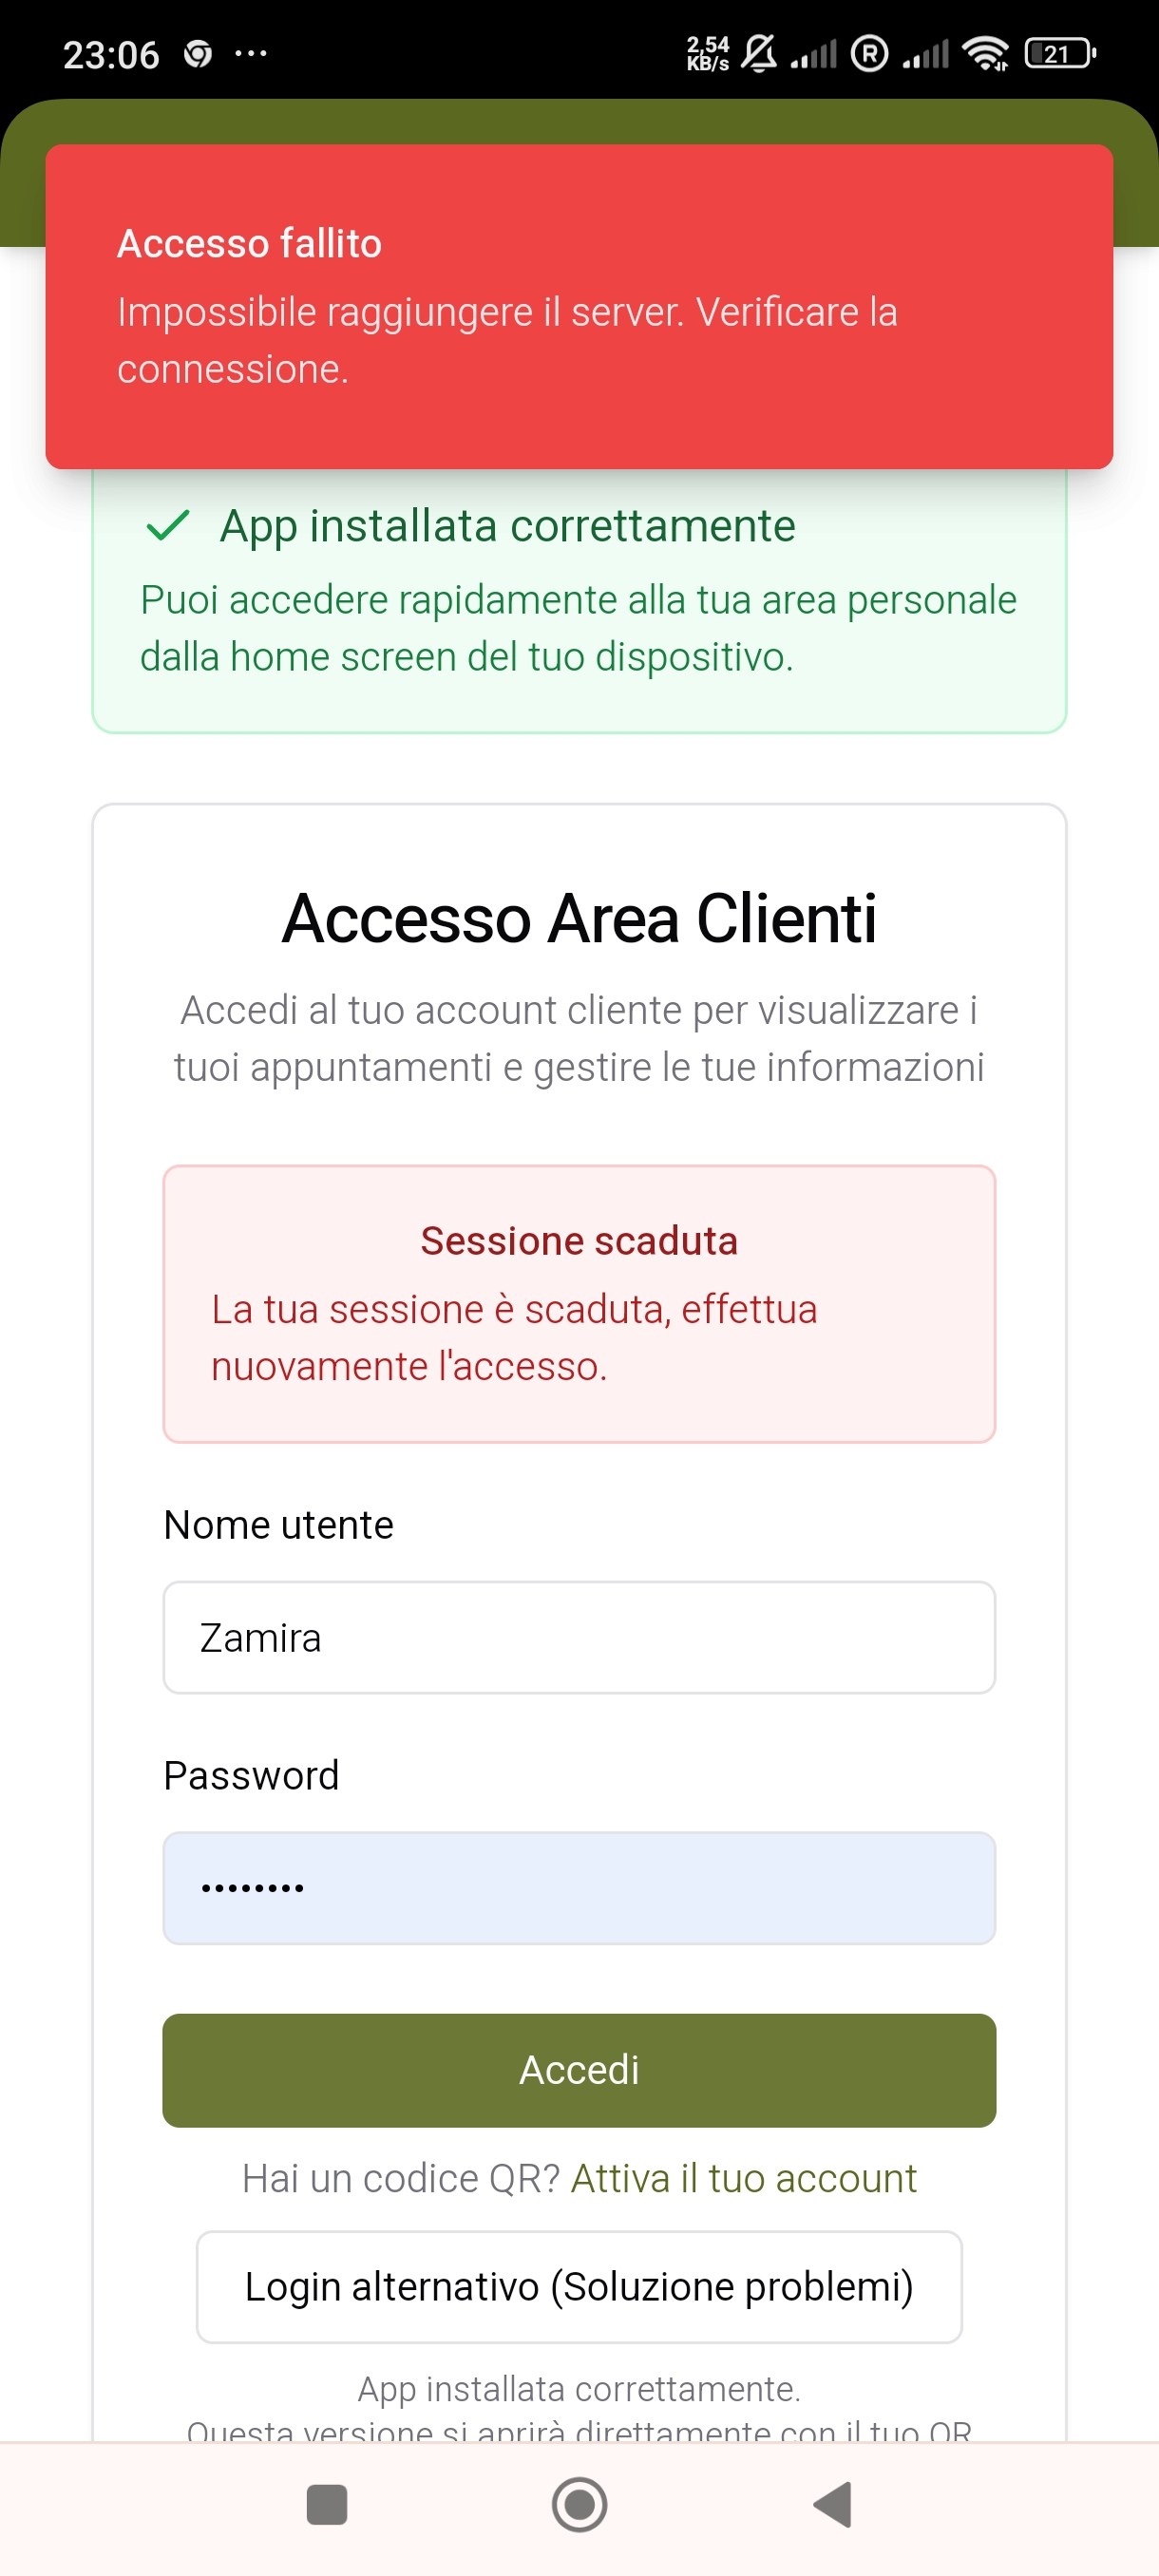 23:06
2,54
KB/s
R
21
Accesso fallito
Impossibile raggiungere il server. Verificare la
connessione.
App installata correttamente
Puoi accedere rapidamente alla tua area personale
dalla home screen del tuo dispositivo.
Accesso Area Clienti
Accedi al tuo account cliente per visualizzare i
tuoi appuntamenti e gestire le tue informazioni
Sessione scaduta
La tua sessione è scaduta, effettua
nuovamente l'accesso.
Nome utente
Zamira
Password
••••••••
Accedi
Hai un codice QR? Attiva il tuo account
Login alternativo (Soluzione problemi)
App installata correttamente.
Questa versione si aprirà direttamente con il tuo QR